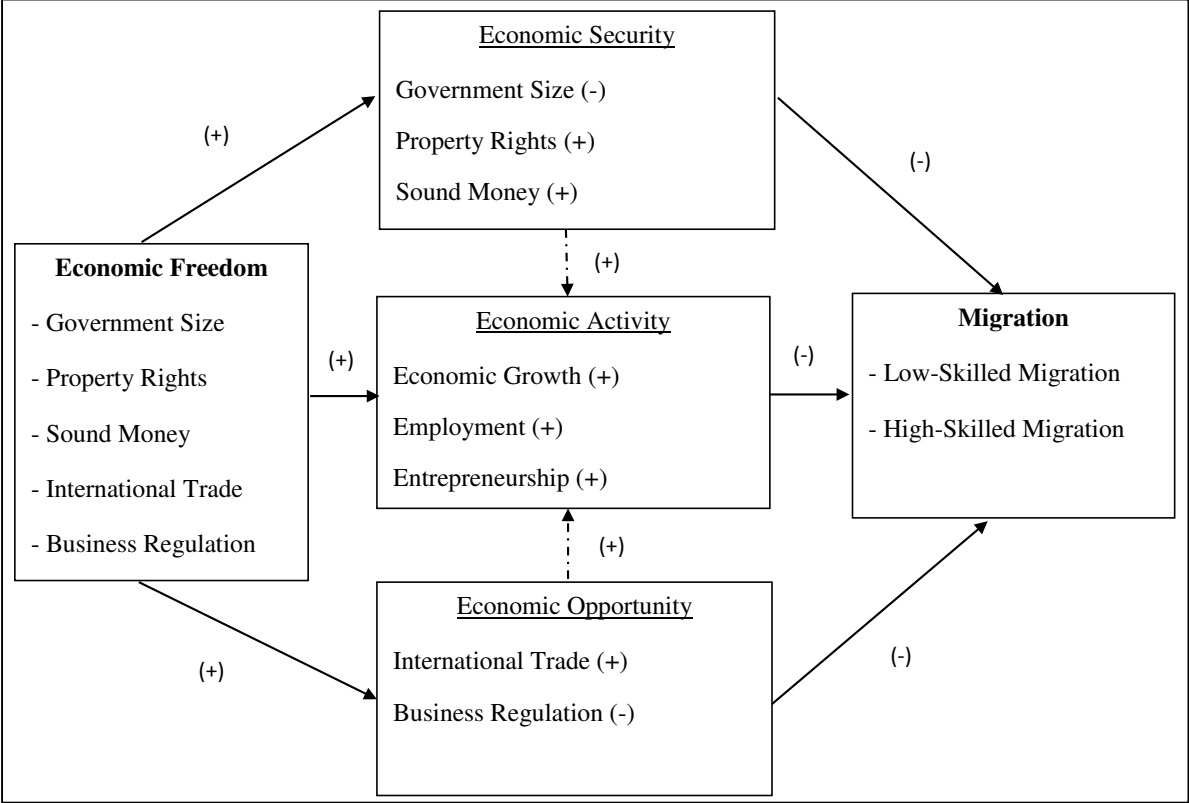 Economic Security
Government Size (-)
Property Rights (+)
Sound Money (+)
(+)
(-)
(+)
Economic Freedom
- Government Size
- Property Rights
- Sound Money
- International Trade
- Business Regulation
(+)
Economic Activity
Economic Growth (+)
Employment (+)
Entrepreneurship (+)
(-)
Migration
- Low-Skilled Migration
- High-Skilled Migration
(+)
(+)
Economic Opportunity
International Trade (+)
Business Regulation (-)
(-)